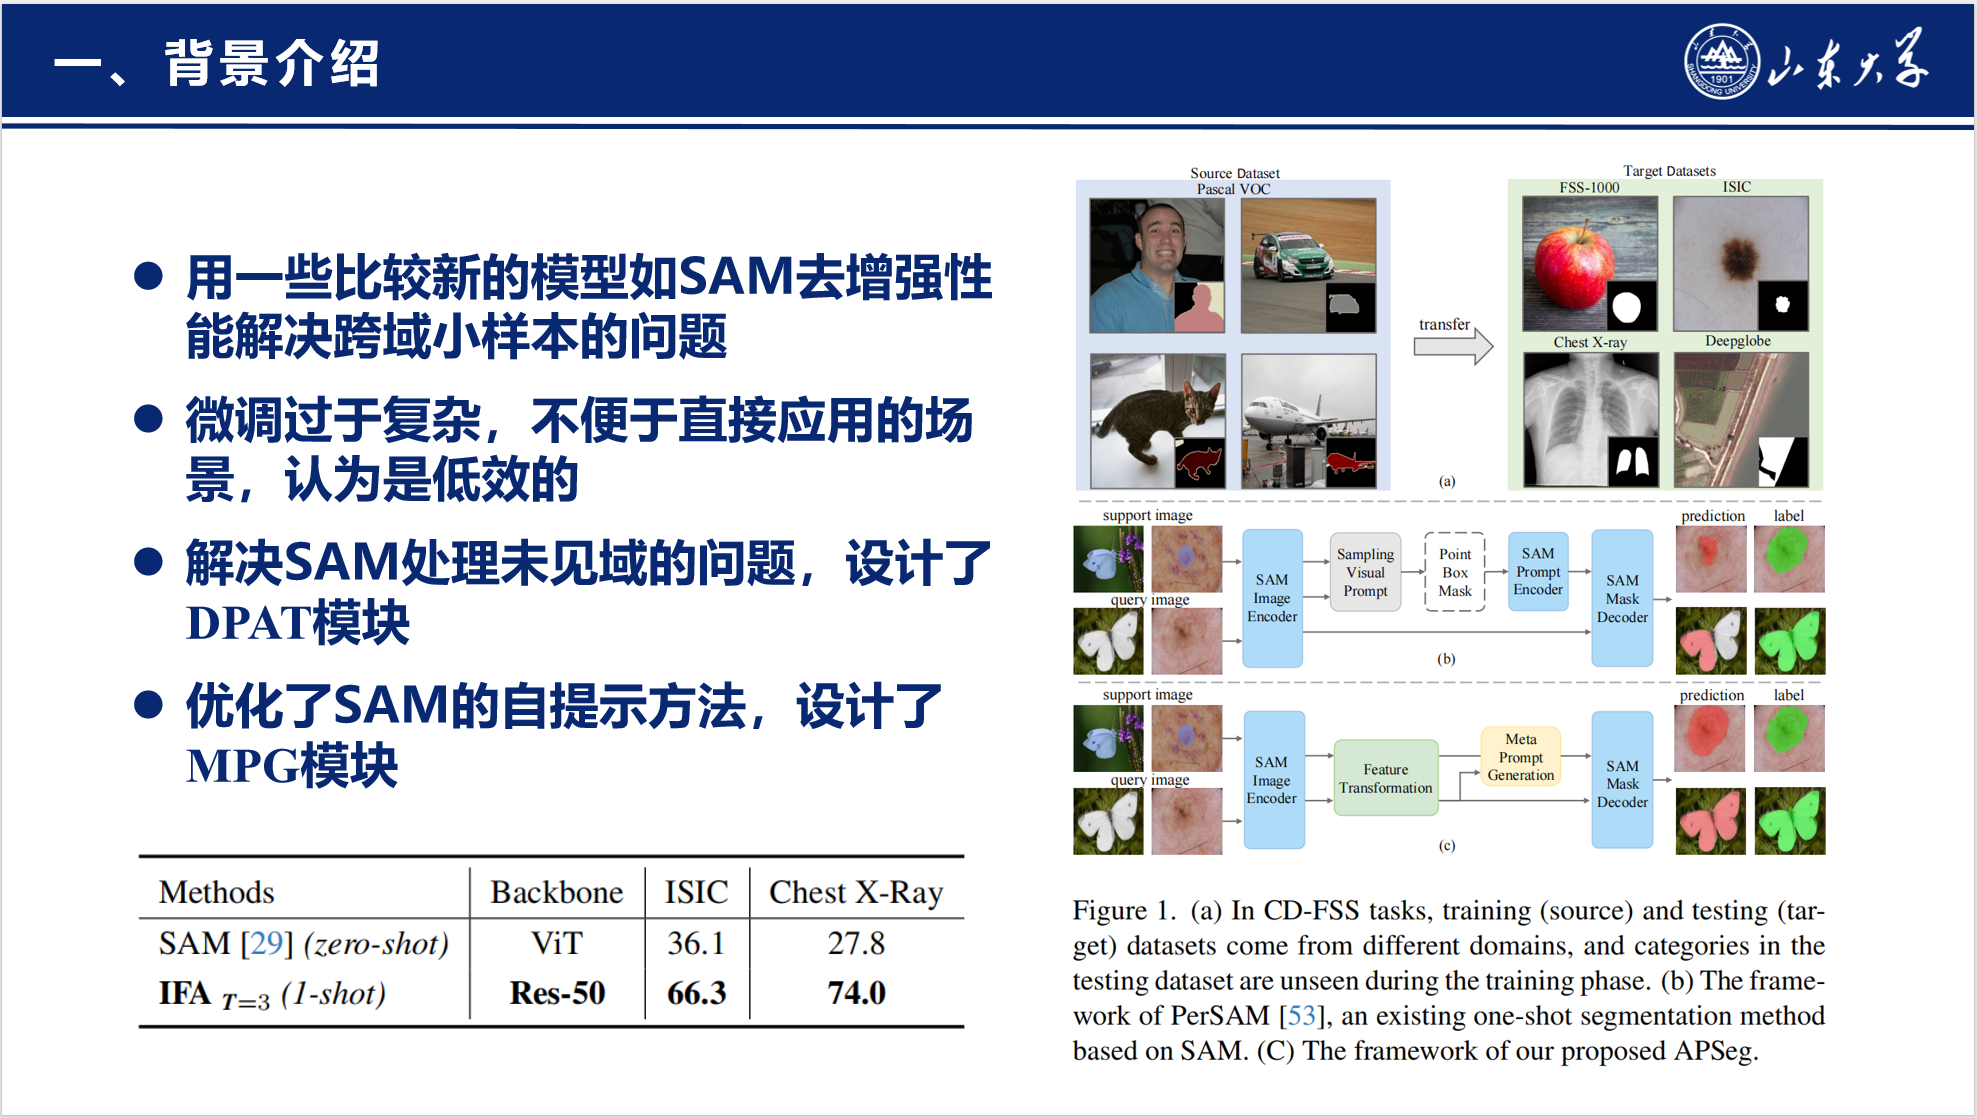 一、背景介绍
山东大学
SHANDONG UNIVERSITY
1901
用一些比较新的模型如SAM去增强性
能解决跨域小样本的问题
微调过于复杂，不便于直接应用的场
景，认为是低效的
解决SAM处理未见域的问题，设计了
DPAT模块
优化了SAM的自提示方法，设计了
MPG模块
Methods Backbone ISIC Chest X-Ray
SAM [29] (zero-shot) ViT 36.1 27.8
IFA T=3 (1-shot) Res-50 66.3 74.0
Source Dataset
Pascal VOC
transfer
Target Datasets
FSS-1000 ISIC
Chest X-ray Deepglobe
(a)
support image
query image
SAM
Image
Encoder
Sampling
Visual
Prompt
Point
Box
Mask
SAM
Prompt
Encoder
SAM
Mask
Decoder
prediction label
(b)
support image
query image
SAM
Image
Encoder
Feature
Transformation
Meta
Prompt
Generation
SAM
Mask
Decoder
prediction label
(c)
Figure 1. (a) In CD-FSS tasks, training (source) and testing (tar-
get) datasets come from different domains, and categories in the
testing dataset are unseen during the training phase. (b) The frame-
work of PerSAM [53], an existing one-shot segmentation method
based on SAM. (C) The framework of our proposed APSeg.